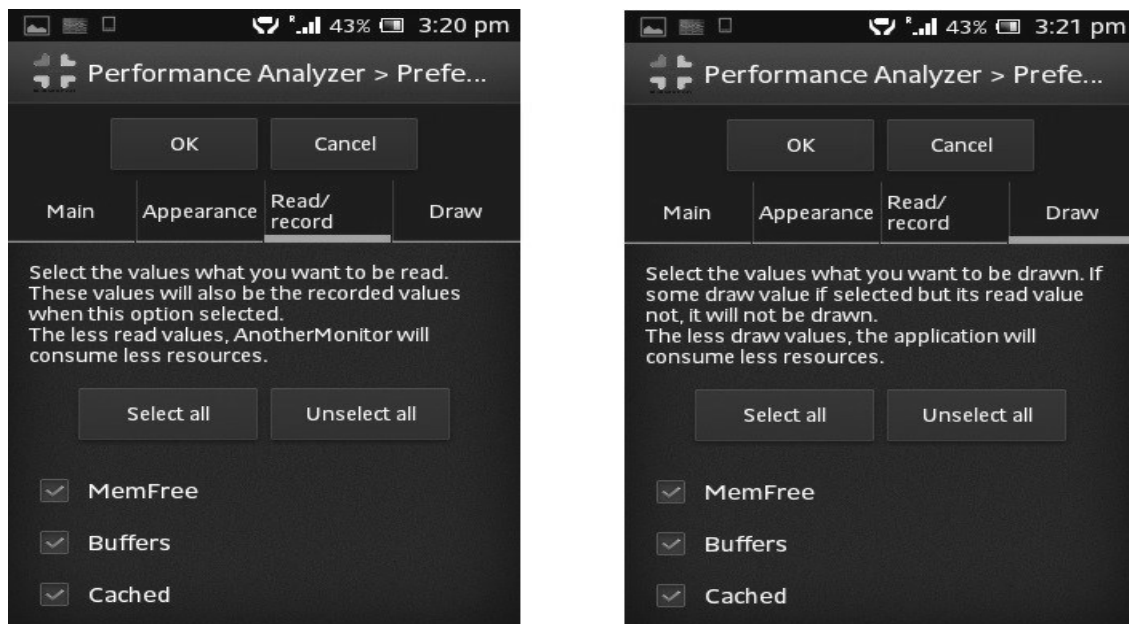 43% 3:20 pm
Performance Analyzer > Prefe...
OK Cancel
Main Appearance Read/
record Draw
Select the values what you want to be read.
These values will also be the recorded values
when this option selected.
The less read values, AnotherMonitor will
consume less resources.
Select all Unselect all
MemFree
Buffers
Cached
R 43% 3:21 pm
Performance Analyzer > Prefe...
OK Cancel
Main Appearance Read/
record Draw
Select the values what you want to be drawn. If
some draw value if selected but its read value
not, it will not be drawn.
The less draw values, the application will
consume less resources.
Select all Unselect all
MemFree
Buffers
Cached